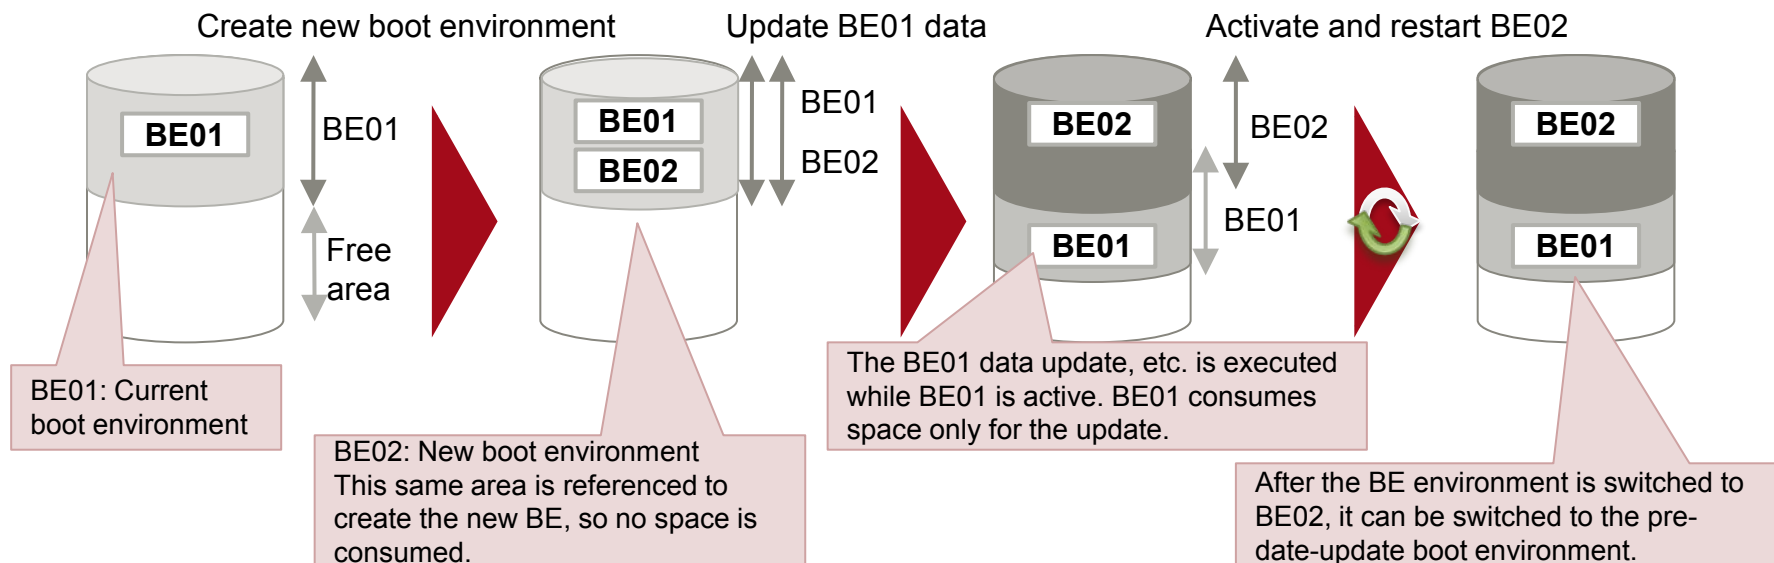 Create new boot environment
Update BE01 data
Activate and restart BE02
BE01
BE01
Free
area
BE01: Current
boot environment
BE01
BE02
BE01
BE02
BE02: New boot environment
This same area is referenced to
create the new BE, so no space is
consumed.
BE02
BE01
BE02
BE01
The BE01 data update, etc. is executed
while BE01 is active. BE01 consumes
space only for the update.
BE02
BE01
After the BE environment is switched to
BE02, it can be switched to the pre-
date-update boot environment.